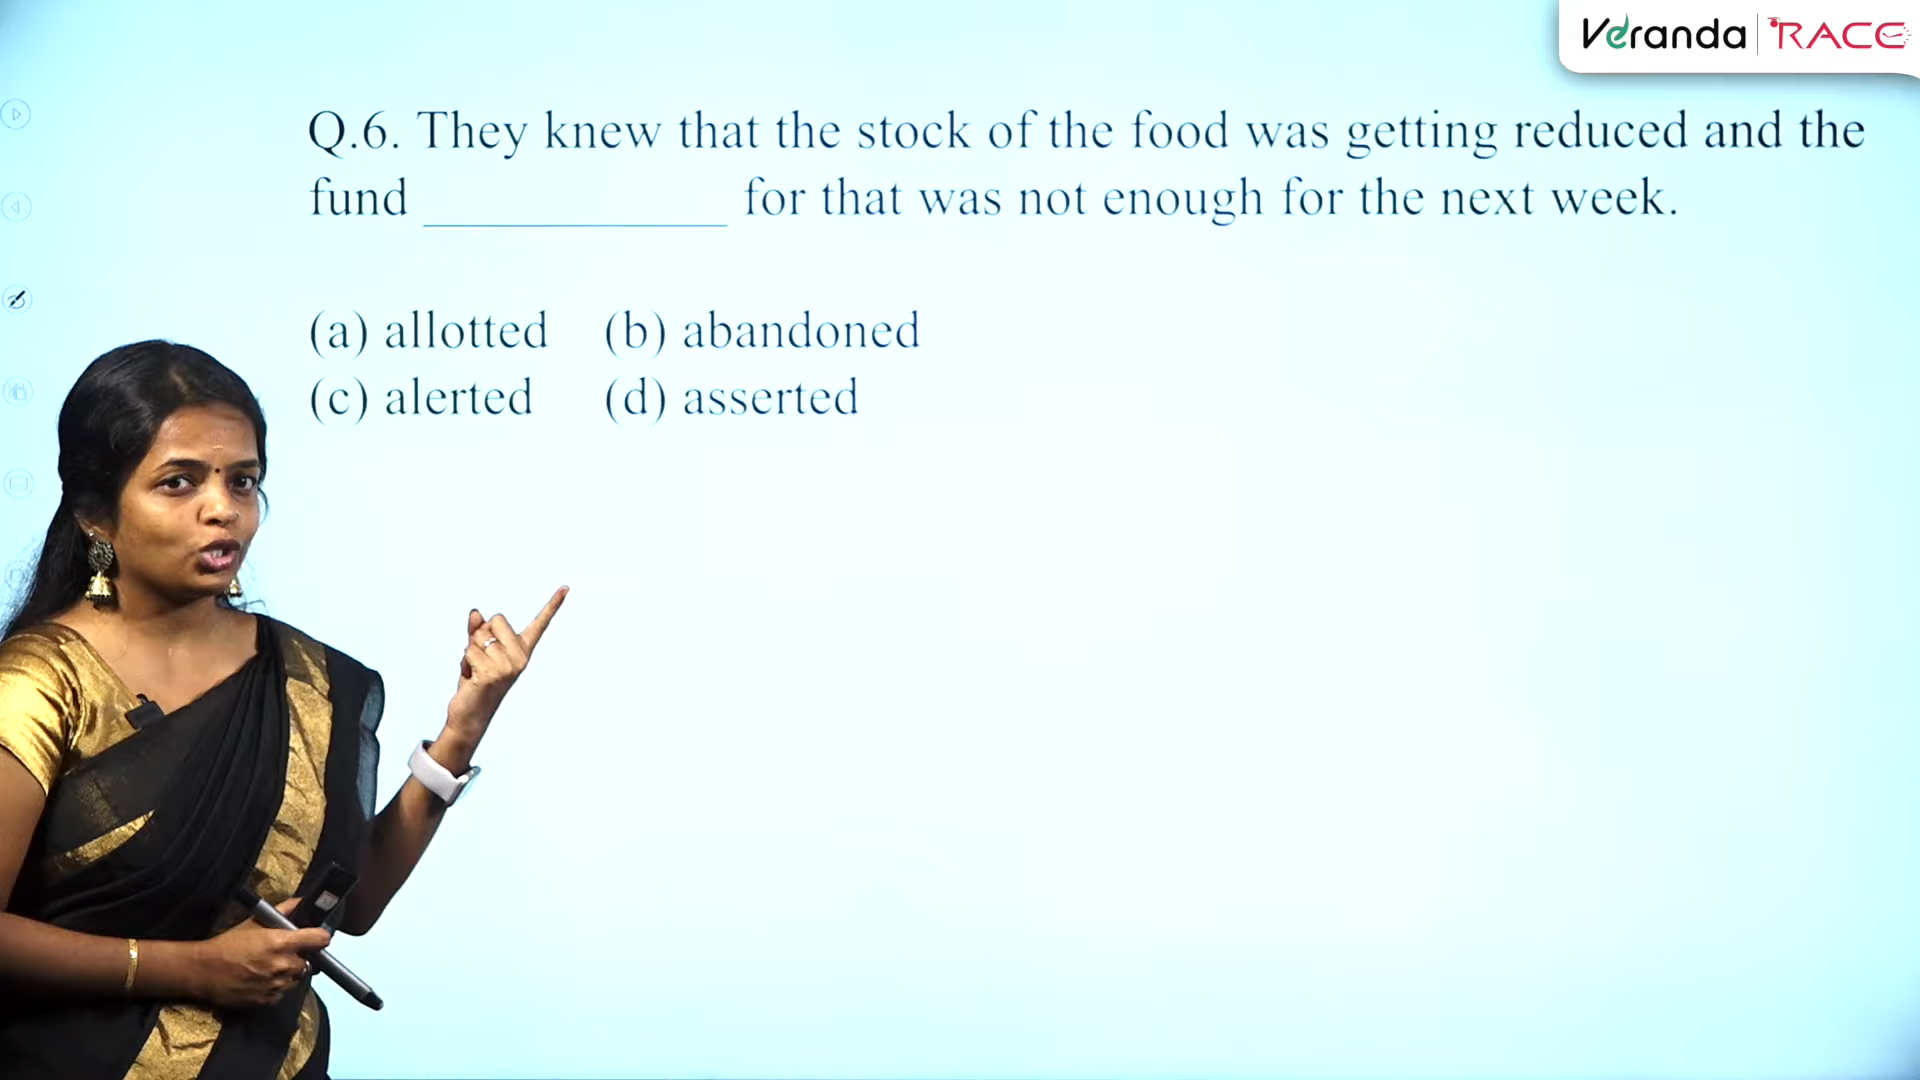 Veranda RACE
Q.6. They knew that the stock of the food was getting reduced and the
fund ____________ for that was not enough for the next week.
(a) allotted (b) abandoned
(c) alerted (d) asserted